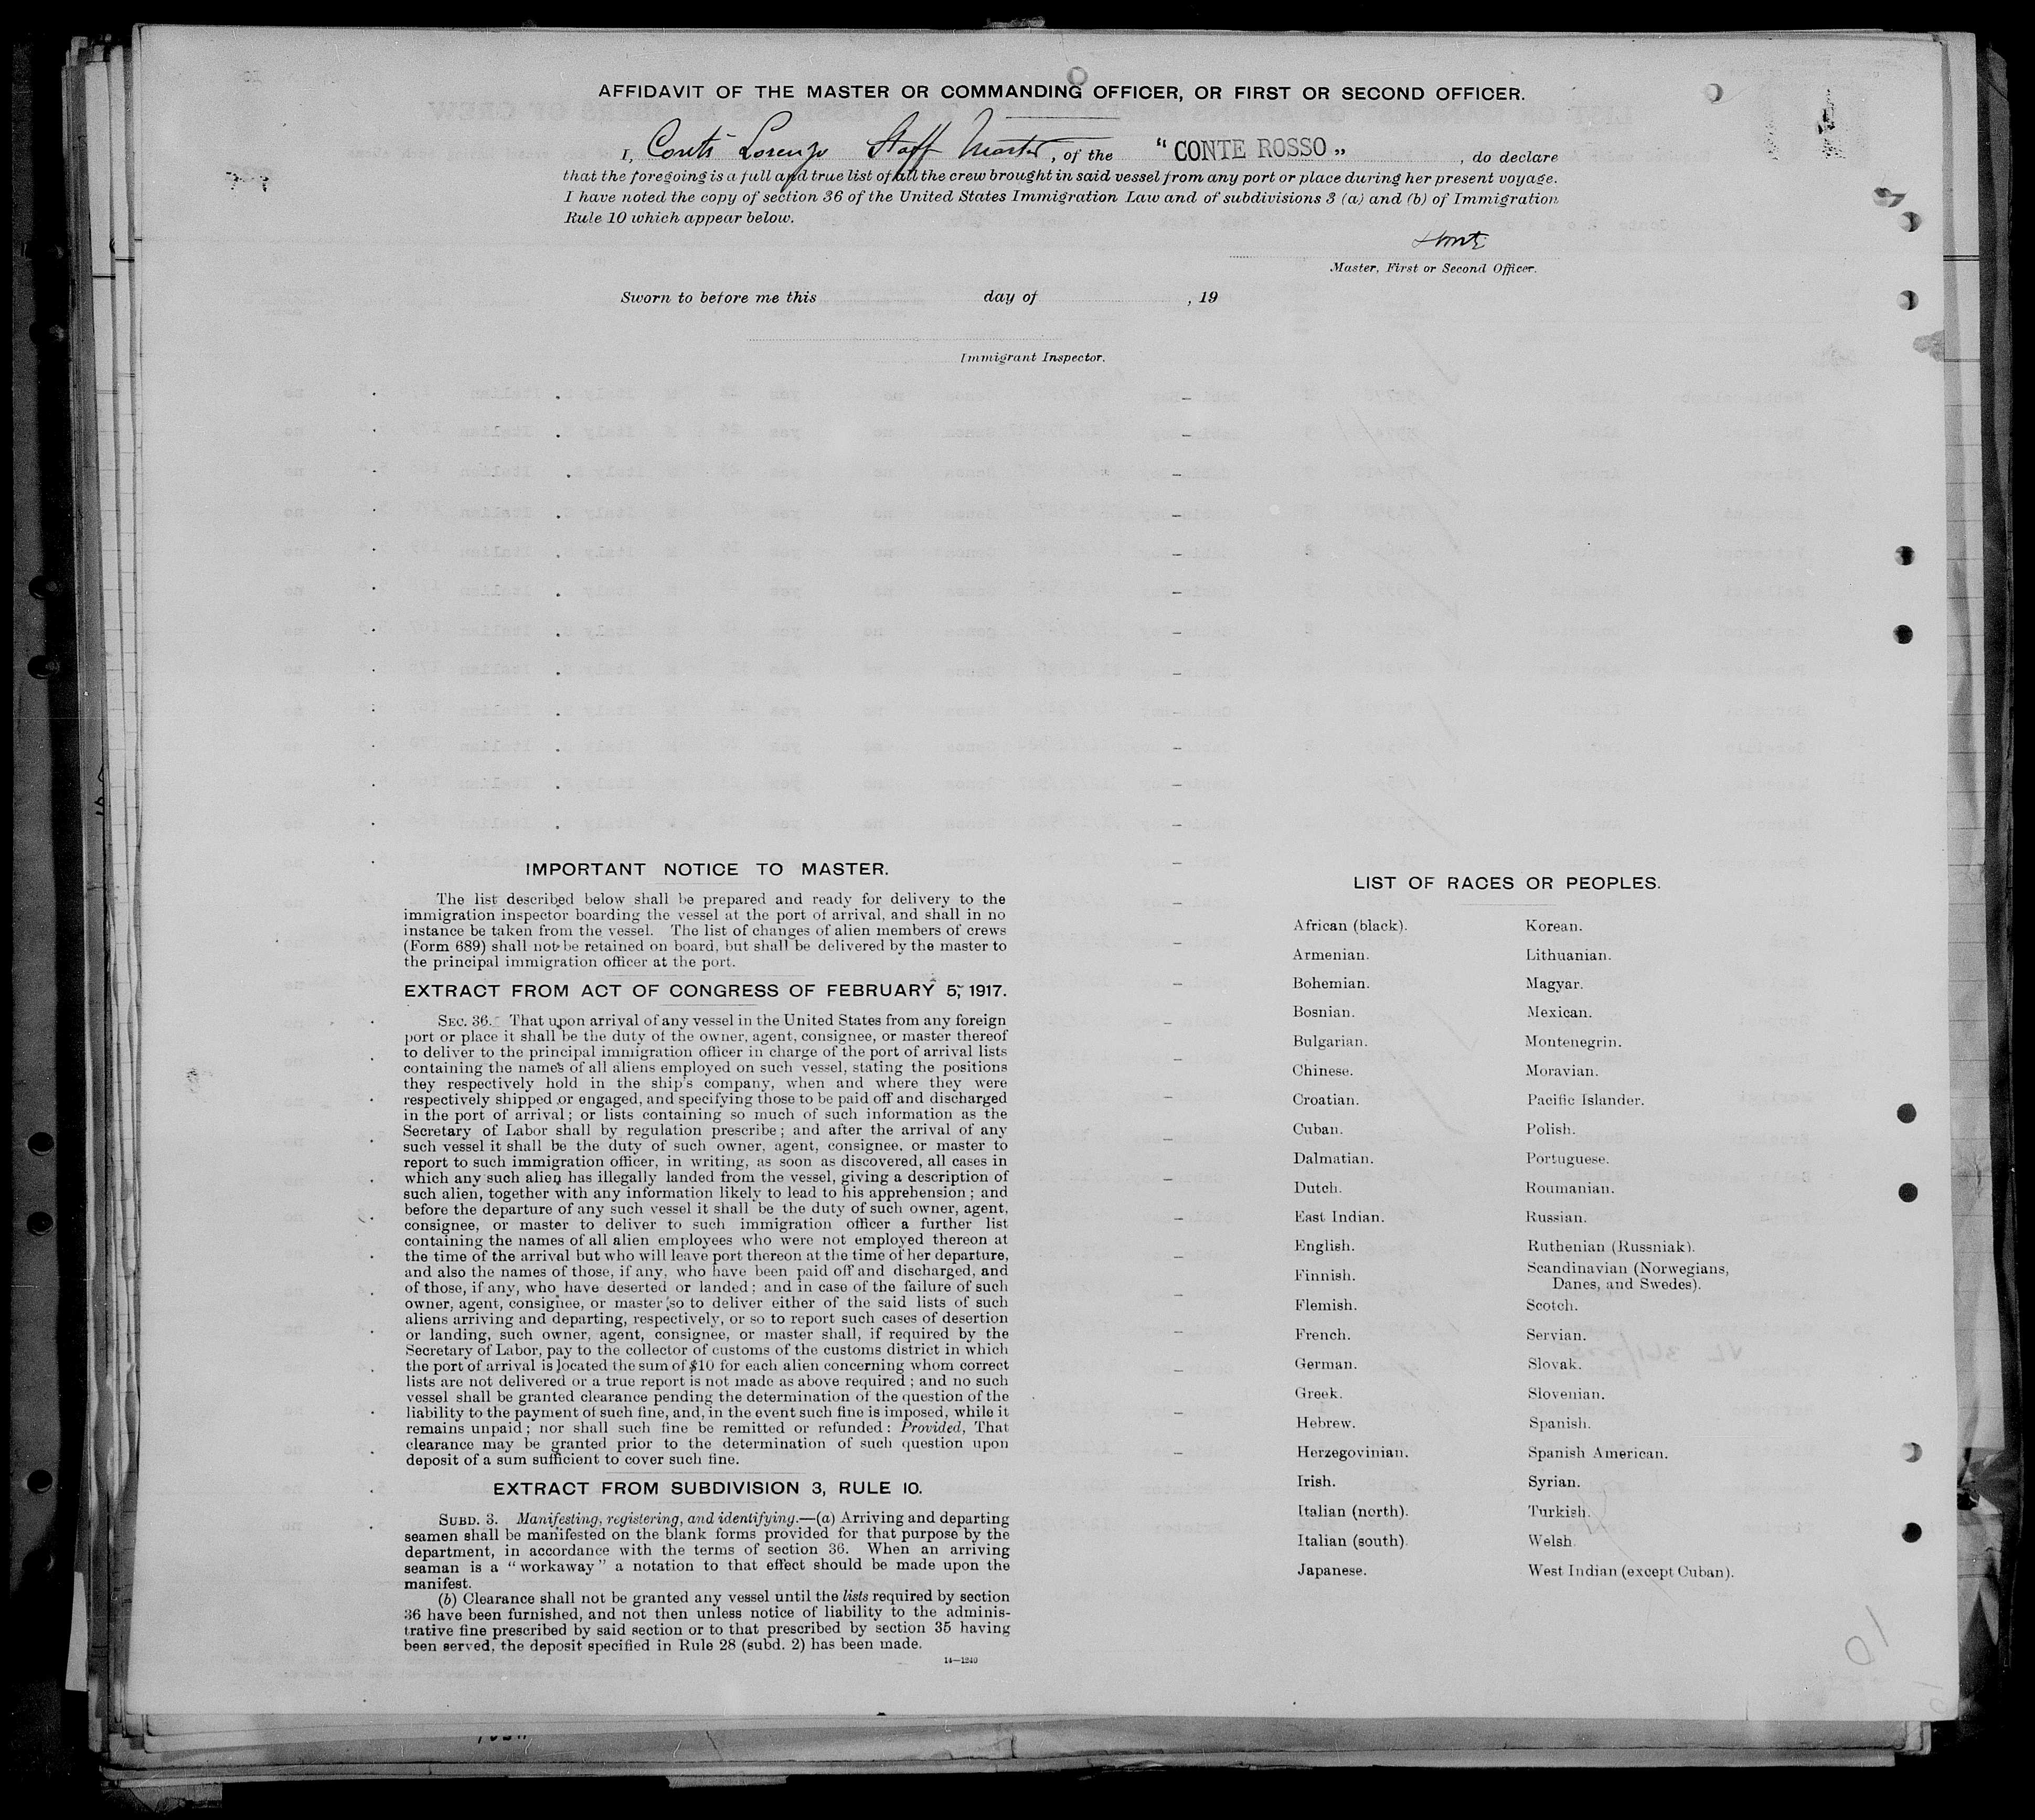 AFFIDAVIT OF THE MASTER OR COMMANDING OFFICER, OR FIRST OR SECOND OFFICER.
I, Conti Lorenzo Staff Master, of the "CONTE ROSSO", do declare
that the foregoing is a full and true list of all the crew brought in said vessel from any port or place during her present voyage.
I have noted the copy of section 36 of the United States Immigration Law and of subdivisions 3 (a) and (b) of Immigration
Rule 10 which appear below.
Master, First or Second Officer.
Sworn to before me this day of , 19
Immigrant Inspector.
IMPORTANT NOTICE TO MASTER.
The list described below shall be prepared and ready for delivery to the
immigration inspector boarding the vessel at the port of arrival, and shall in no
instance be taken from the vessel. The list of changes of alien members of crews
(Form 689) shall not be retained on board, but shall be delivered by the master to
the principal immigration officer at the port.
EXTRACT FROM ACT OF CONGRESS OF FEBRUARY 5, 1917.
SEC. 36. That upon arrival of any vessel in the United States from any foreign
port or place it shall be the duty of the owner, agent, consignee, or master thereof
to deliver to the principal immigration officer in charge of the port of arrival lists
containing the names of all aliens employed on such vessel, stating the positions
they respectively hold in the ship's company, when and where they were
respectively shipped or engaged, and specifying those to be paid off and discharged
in the port of arrival; or lists containing so much of such information as the
Secretary of Labor shall by regulation prescribe; and after the arrival of any
such vessel it shall be the duty of such owner, agent, consignee, or master to
report to such immigration officer, in writing, as soon as discovered, all cases in
which any such alien has illegally landed from the vessel, giving a description of
such alien, together with any information likely to lead to his apprehension; and
before the departure of any such vessel it shall be the duty of such owner, agent,
consignee, or master to deliver to such immigration officer a further list
containing the names of all alien employees who were not employed thereon at
the time of the arrival but who will leave port thereon at the time of her departure,
and also the names of those, if any, who have been paid off and discharged, and
of those, if any, who have deserted or landed; and in case of the failure of such
owner, agent, consignee, or master so to deliver either of the said lists of such
aliens arriving and departing, respectively, or so to report such cases of desertion
or landing, such owner, agent, consignee, or master shall, if required by the
Secretary of Labor, pay to the collector of customs of the customs district in which
the port of arrival is located the sum of $10 for each alien concerning whom correct
lists are not delivered or a true report is not made as above required; and no such
vessel shall be granted clearance pending the determination of the question of the
liability to the payment of such fine, and, in the event such fine is imposed, while it
remains unpaid; nor shall such fine be remitted or refunded: Provided, That
clearance may be granted prior to the determination of such question upon
deposit of a sum sufficient to cover such fine.
EXTRACT FROM SUBDIVISION 3, RULE 10.
SUBD. 3. Manifesting, registering, and identifying.—(a) Arriving and departing
seamen shall be manifested on the blank forms provided for that purpose by the
department, in accordance with the terms of section 36. When an arriving
seaman is a "workaway" a notation to that effect should be made upon the
manifest.
(b) Clearance shall not be granted any vessel until the lists required by section
36 have been furnished, and not then unless notice of liability to the adminis-
trative fine prescribed by said section or to that prescribed by section 35 having
been served, the deposit specified in Rule 28 (subd. 2) has been made.
14—1240
LIST OF RACES OR PEOPLES.
African (black).
Armenian.
Bohemian.
Bosnian.
Bulgarian.
Chinese.
Croatian.
Cuban.
Dalmatian.
Dutch.
East Indian.
English.
Finnish.
Flemish.
French.
German.
Greek.
Hebrew.
Herzegovinian.
Irish.
Italian (north).
Italian (south).
Japanese.
Korean.
Lithuanian.
Magyar.
Mexican.
Montenegrin.
Moravian.
Pacific Islander.
Polish.
Portuguese.
Roumanian.
Russian.
Ruthenian (Russniak).
Scandinavian (Norwegians,
Danes, and Swedes).
Scotch.
Servian.
Slovak.
Slovenian.
Spanish.
Spanish American.
Syrian.
Turkish.
Welsh.
West Indian (except Cuban).